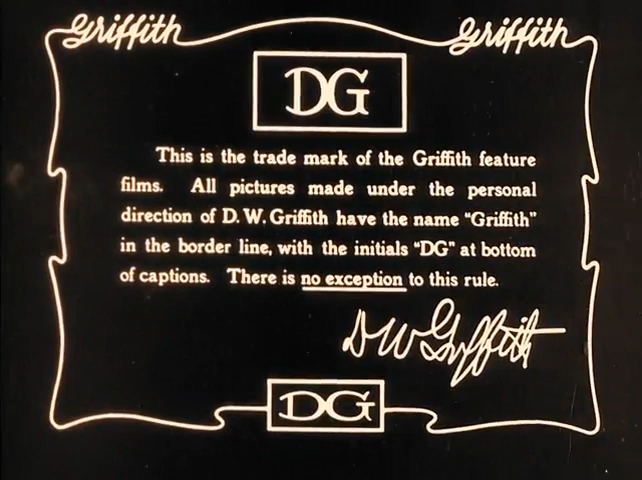 Griffith Griffith
DG
This is the trade mark of the Griffith feature
films. All pictures made under the personal
direction of D. W. Griffith have the name "Griffith"
in the border line, with the initials "DG" at bottom
of captions. There is no exception to this rule.
D W Griffith
DG